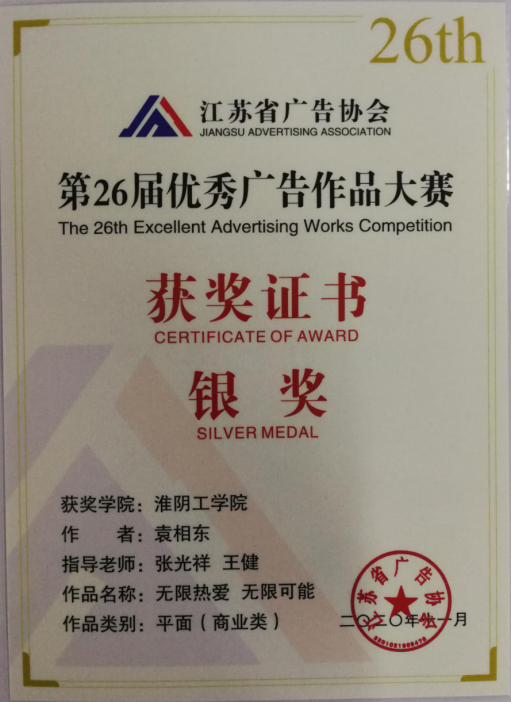 26th
江苏省广告协会
JIANGSU ADVERTISING ASSOCIATION
第26届优秀广告作品大赛
The 26th Excellent Advertising Works Competition
获奖证书
CERTIFICATE OF AWARD
银奖
SILVER MEDAL
获奖学院：淮阴工学院
作　者：袁相东
指导老师：张光祥 王健
作品名称：无限热爱 无限可能
作品类别：平面（商业类）
江苏省广告协会
二〇二〇年十一月